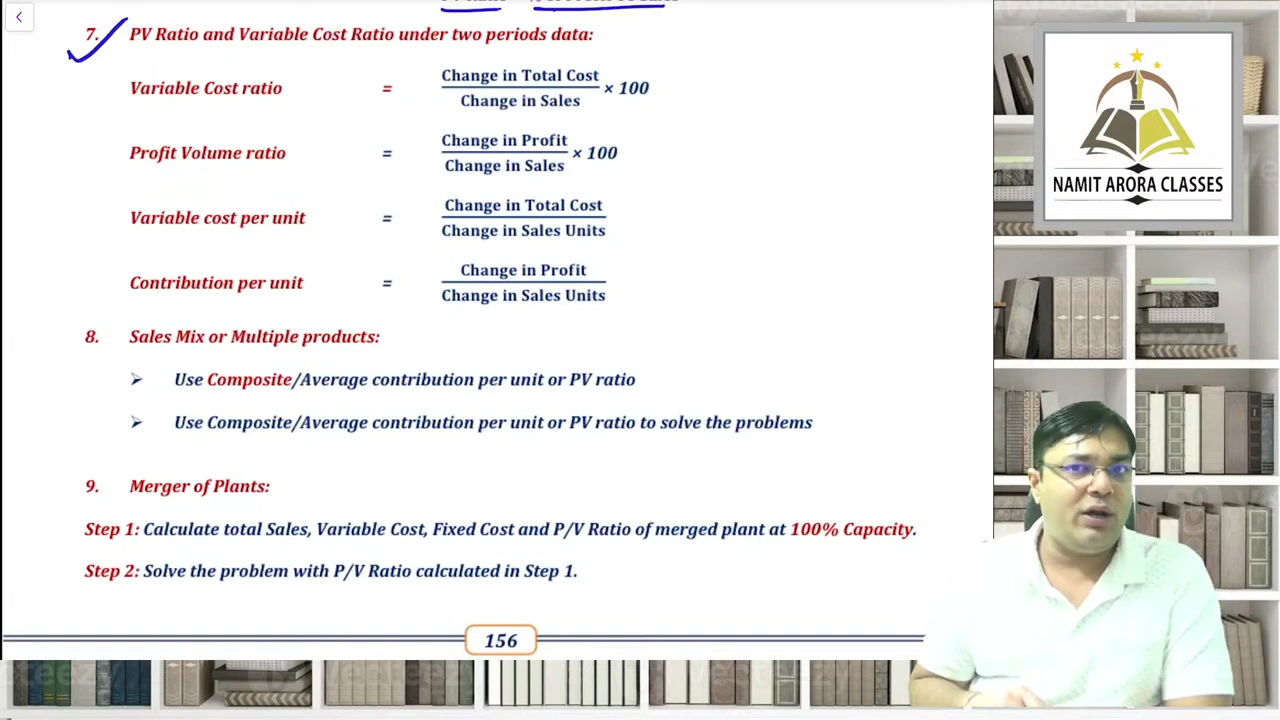 7. PV Ratio and Variable Cost Ratio under two periods data:
Variable Cost ratio = Change in Total Cost / Change in Sales × 100
Profit Volume ratio = Change in Profit / Change in Sales × 100
Variable cost per unit = Change in Total Cost / Change in Sales Units
Contribution per unit = Change in Profit / Change in Sales Units
8. Sales Mix or Multiple products:
➢ Use Composite/Average contribution per unit or PV ratio
➢ Use Composite/Average contribution per unit or PV ratio to solve the problems
9. Merger of Plants:
Step 1: Calculate total Sales, Variable Cost, Fixed Cost and P/V Ratio of merged plant at 100% Capacity.
Step 2: Solve the problem with P/V Ratio calculated in Step 1.
156
NAMIT ARORA CLASSES